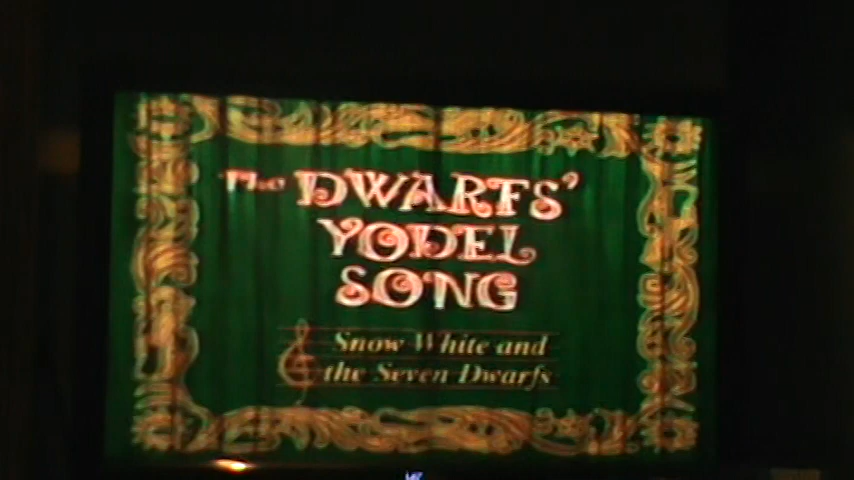 The DWARFS'
YODEL
SONG
Snow White and
the Seven Dwarfs